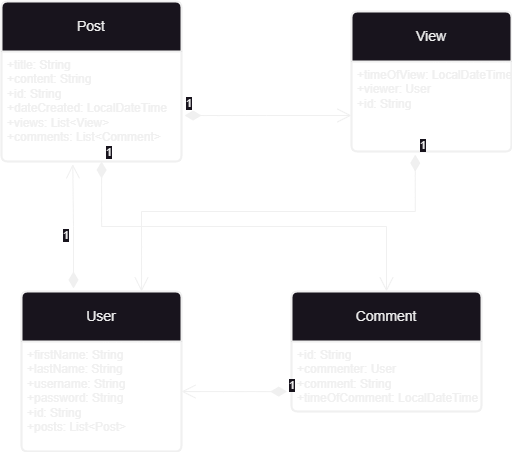 Post
+title: String
+content: String
+id: String
+dateCreated: LocalDateTime
+views: List<View>
+comments: List<Comment>
View
+timeOfView: LocalDateTime
+viewer: User
+id: String
1
1
1
1
User
+firstName: String
+lastName: String
+username: String
+password: String
+id: String
+posts: List<Post>
Comment
+id: String
+commenter: User
+comment: String
+timeOfComment: LocalDateTime
1